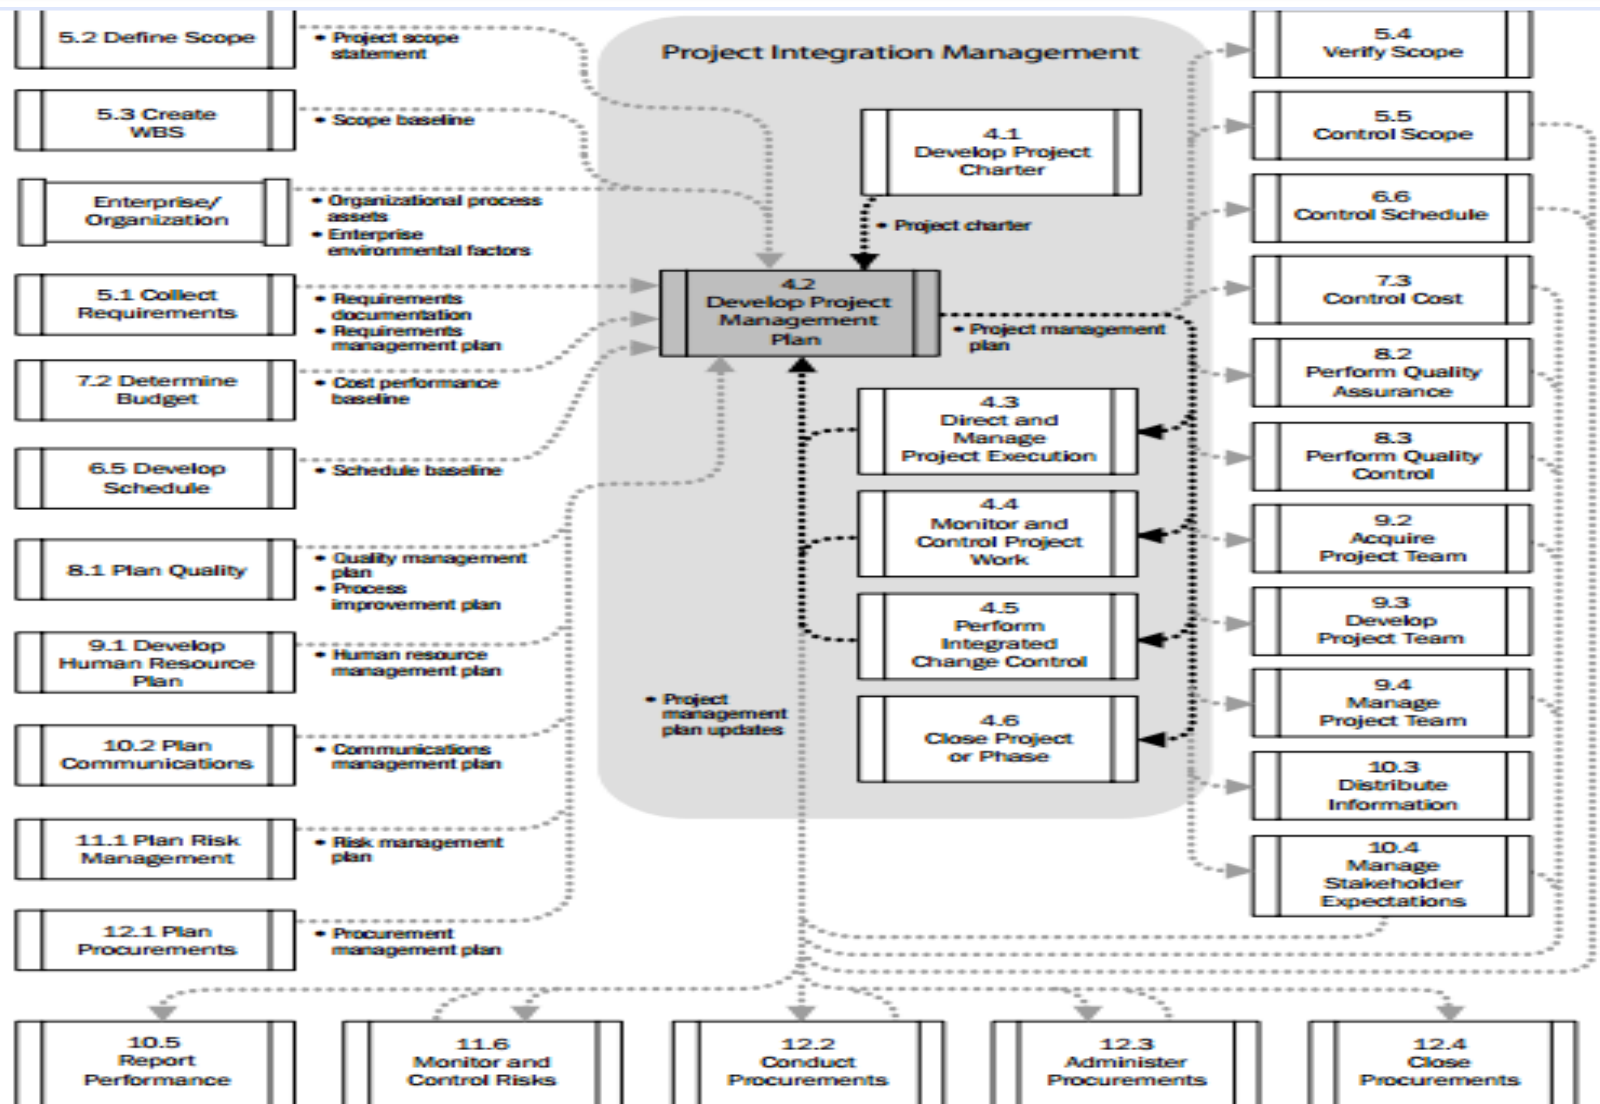 5.2 Define Scope
• Project scope
statement
5.3 Create
WBS
• Scope baseline
Enterprise/
Organization
• Organizational process
assets
• Enterprise
environmental factors
5.1 Collect
Requirements
• Requirements
documentation
• Requirements
management plan
7.2 Determine
Budget
• Cost performance
baseline
6.5 Develop
Schedule
• Schedule baseline
8.1 Plan Quality
• Quality management
plan
• Process
improvement plan
9.1 Develop
Human Resource
Plan
• Human resource
management plan
10.2 Plan
Communications
• Communications
management plan
11.1 Plan Risk
Management
• Risk management
plan
12.1 Plan
Procurements
• Procurement
management plan
Project Integration Management
4.1
Develop Project
Charter
• Project charter
4.2
Develop Project
Management
Plan
• Project management
plan
4.3
Direct and
Manage
Project Execution
4.4
Monitor and
Control Project
Work
4.5
Perform
Integrated
Change Control
4.6
Close Project
or Phase
• Project
management
plan updates
5.4
Verify Scope
5.5
Control Scope
6.6
Control Schedule
7.3
Control Cost
8.2
Perform Quality
Assurance
8.3
Perform Quality
Control
9.2
Acquire
Project Team
9.3
Develop
Project Team
9.4
Manage
Project Team
10.3
Distribute
Information
10.4
Manage
Stakeholder
Expectations
10.5
Report
Performance
11.6
Monitor and
Control Risks
12.2
Conduct
Procurements
12.3
Administer
Procurements
12.4
Close
Procurements